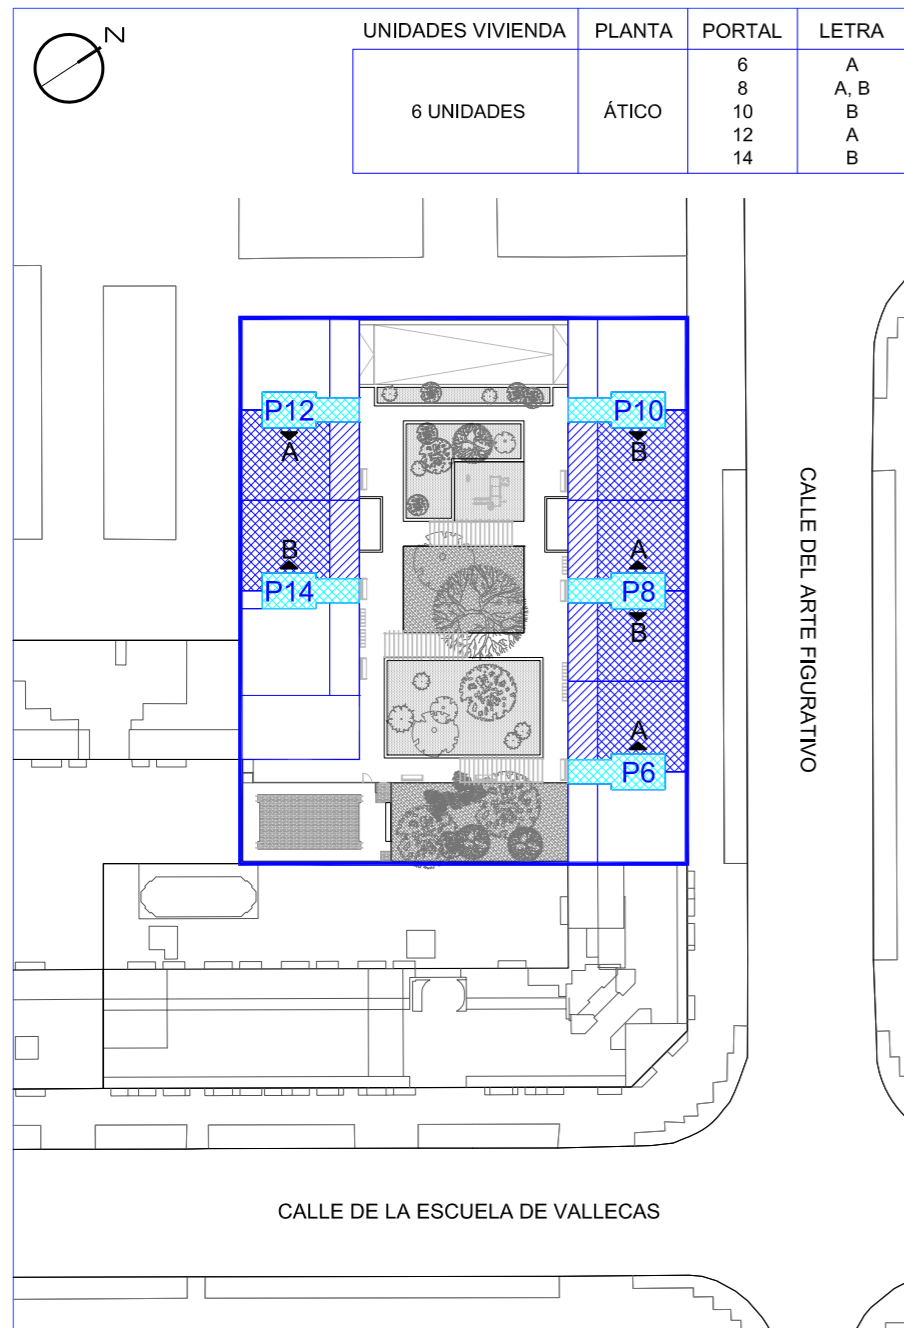 N
UNIDADES VIVIENDA PLANTA PORTAL LETRA
6 UNIDADES ÁTICO
6 A
8 A, B
10 B
12 A
14 B
P12 P10
A B
B A
P14 P8
B
A
P6
CALLE DEL ARTE FIGURATIVO
CALLE DE LA ESCUELA DE VALLECAS